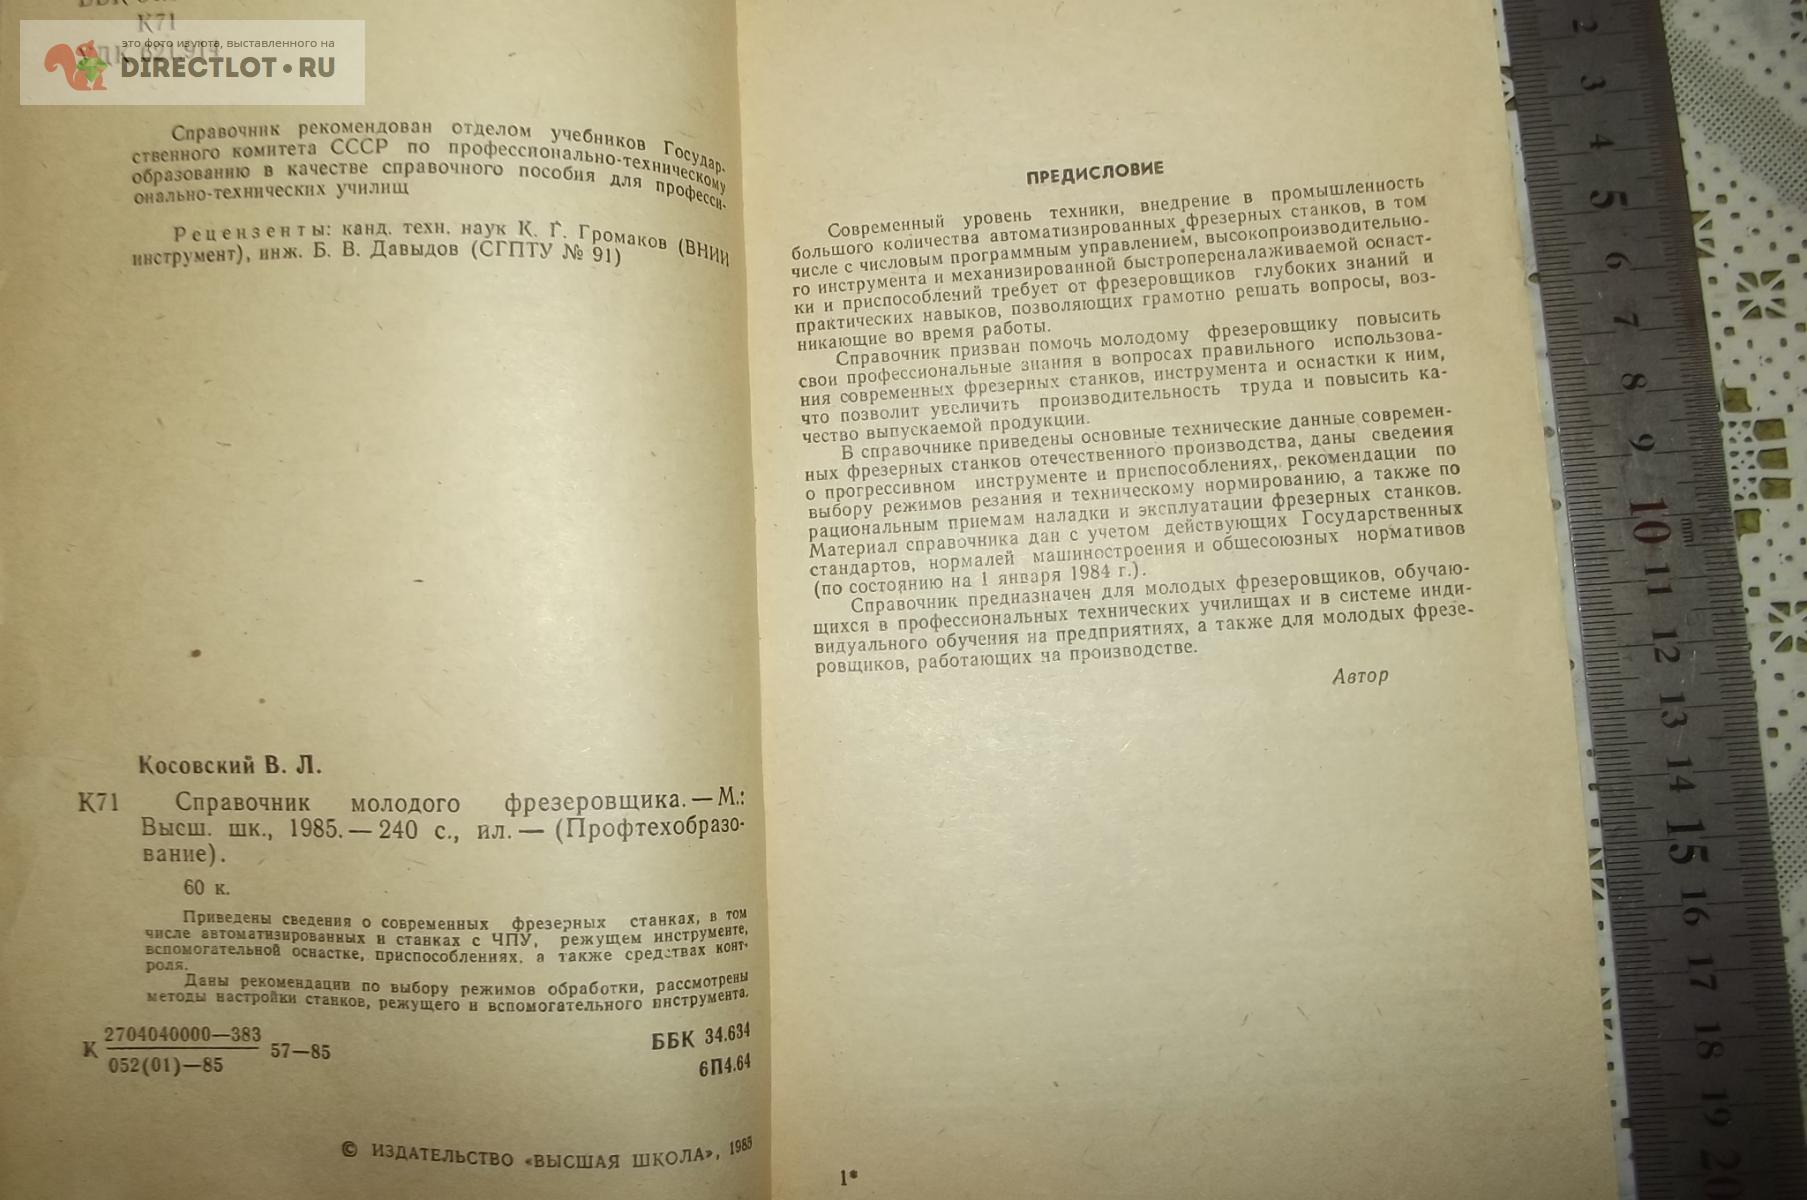 К71
это фото из лота, выставленного на
DIRECTLOT.RU
Справочник рекомендован отделом учебников Государ-
ственного комитета СССР по профессионально-техническому
образованию в качестве справочного пособия для професси-
онально-технических училищ
Рецензенты: канд. техн. наук К. Г. Громаков (ВНИИ
инструмент), инж. Б. В. Давыдов (СГПТУ № 91)
Косовский В. Л.
К71 Справочник молодого фрезеровщика. — М.:
Высш. шк., 1985. — 240 с., ил. — (Профтехобразо-
вание).
60 к.
Приведены сведения о современных фрезерных станках, в том
числе автоматизированных и станках с ЧПУ, режущем инструменте,
вспомогательной оснастке, приспособлениях, а также средствах конт-
роля.
Даны рекомендации по выбору режимов обработки, рассмотрены
методы настройки станков, режущего и вспомогательного инструмента.
К 2704040000—383
052(01)—85
57—85
ББК 34.634
6П4.64
© ИЗДАТЕЛЬСТВО «ВЫСШАЯ ШКОЛА», 1985
ПРЕДИСЛОВИЕ
Современный уровень техники, внедрение в промышленность
большого количества автоматизированных фрезерных станков, в том
числе с числовым программным управлением, высокопроизводительно-
го инструмента и механизированной быстропереналаживаемой оснаст-
ки и приспособлений требует от фрезеровщиков глубоких знаний и
практических навыков, позволяющих грамотно решать вопросы, воз-
никающие во время работы.
Справочник призван помочь молодому фрезеровщику повысить
свои профессиональные знания в вопросах правильного использова-
ния современных фрезерных станков, инструмента и оснастки к ним,
что позволит увеличить производительность труда и повысить ка-
чество выпускаемой продукции.
В справочнике приведены основные технические данные современ-
ных фрезерных станков отечественного производства, даны сведения
о прогрессивном инструменте и приспособлениях, рекомендации по
выбору режимов резания и техническому нормированию, а также по
рациональным приемам наладки и эксплуатации фрезерных станков.
Материал справочника дан с учетом действующих Государственных
стандартов, нормалей машиностроения и общесоюзных нормативов
(по состоянию на 1 января 1984 г.).
Справочник предназначен для молодых фрезеровщиков, обучаю-
щихся в профессиональных технических училищах и в системе инди-
видуального обучения на предприятиях, а также для молодых фрезе-
ровщиков, работающих на производстве.
Автор
1*
2
3
4
5
6
7
8
9
10
mm
11
12
13
14
15
16
17
18
19
20